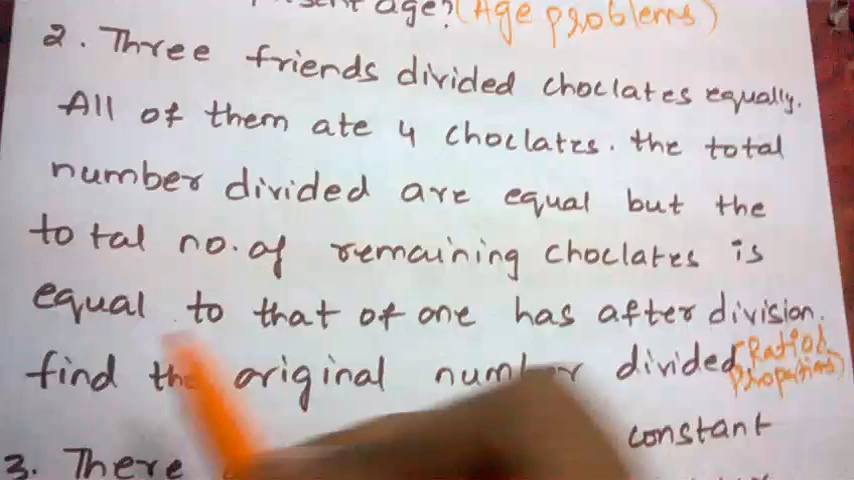 age? (Age problems)
2. Three friends divided choclates equally.
All of them ate 4 choclates. the total
number divided are equal but the
total no. of remaining choclates is
equal to that of one has after division.
find the original number divided.
constant
3. There